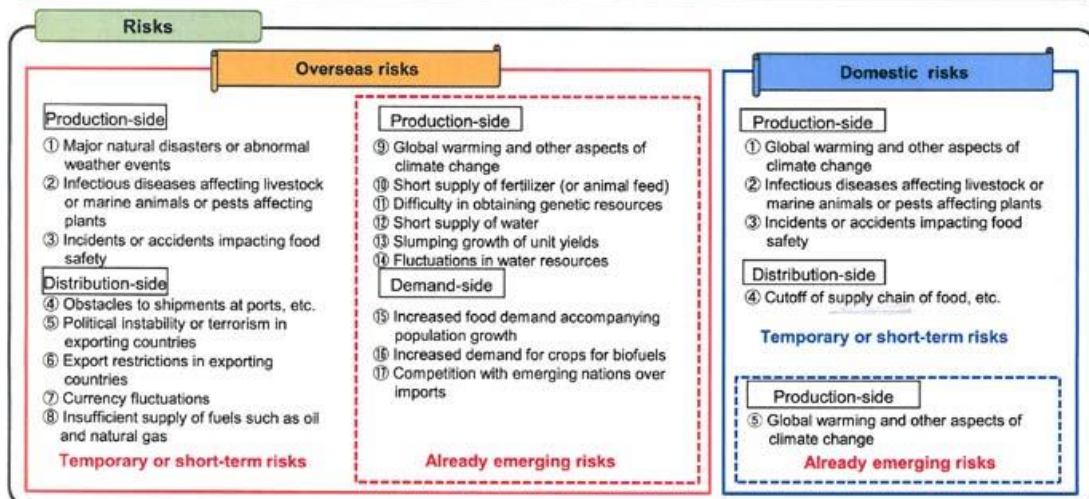 Risks
Overseas risks
Production-side
① Major natural disasters or abnormal
weather events
② Infectious diseases affecting livestock
or marine animals or pests affecting
plants
③ Incidents or accidents impacting food
safety
Distribution-side
④ Obstacles to shipments at ports, etc.
⑤ Political instability or terrorism in
exporting countries
⑥ Export restrictions in exporting
countries
⑦ Currency fluctuations
⑧ Insufficient supply of fuels such as oil
and natural gas
Temporary or short-term risks
Production-side
⑨ Global warming and other aspects of
climate change
⑩ Short supply of fertilizer (or animal feed)
⑪ Difficulty in obtaining genetic resources
⑫ Short supply of water
⑬ Slumping growth of unit yields
⑭ Fluctuations in water resources
Demand-side
⑮ Increased food demand accompanying
population growth
⑯ Increased demand for crops for biofuels
⑰ Competition with emerging nations over
imports
Already emerging risks
Domestic risks
Production-side
① Global warming and other aspects of
climate change
② Infectious diseases affecting livestock or
marine animals or pests affecting plants
③ Incidents or accidents impacting food
safety
Distribution-side
④ Cutoff of supply chain of food, etc.
Temporary or short-term risks
Production-side
⑤ Global warming and other aspects of
climate change
Already emerging risks